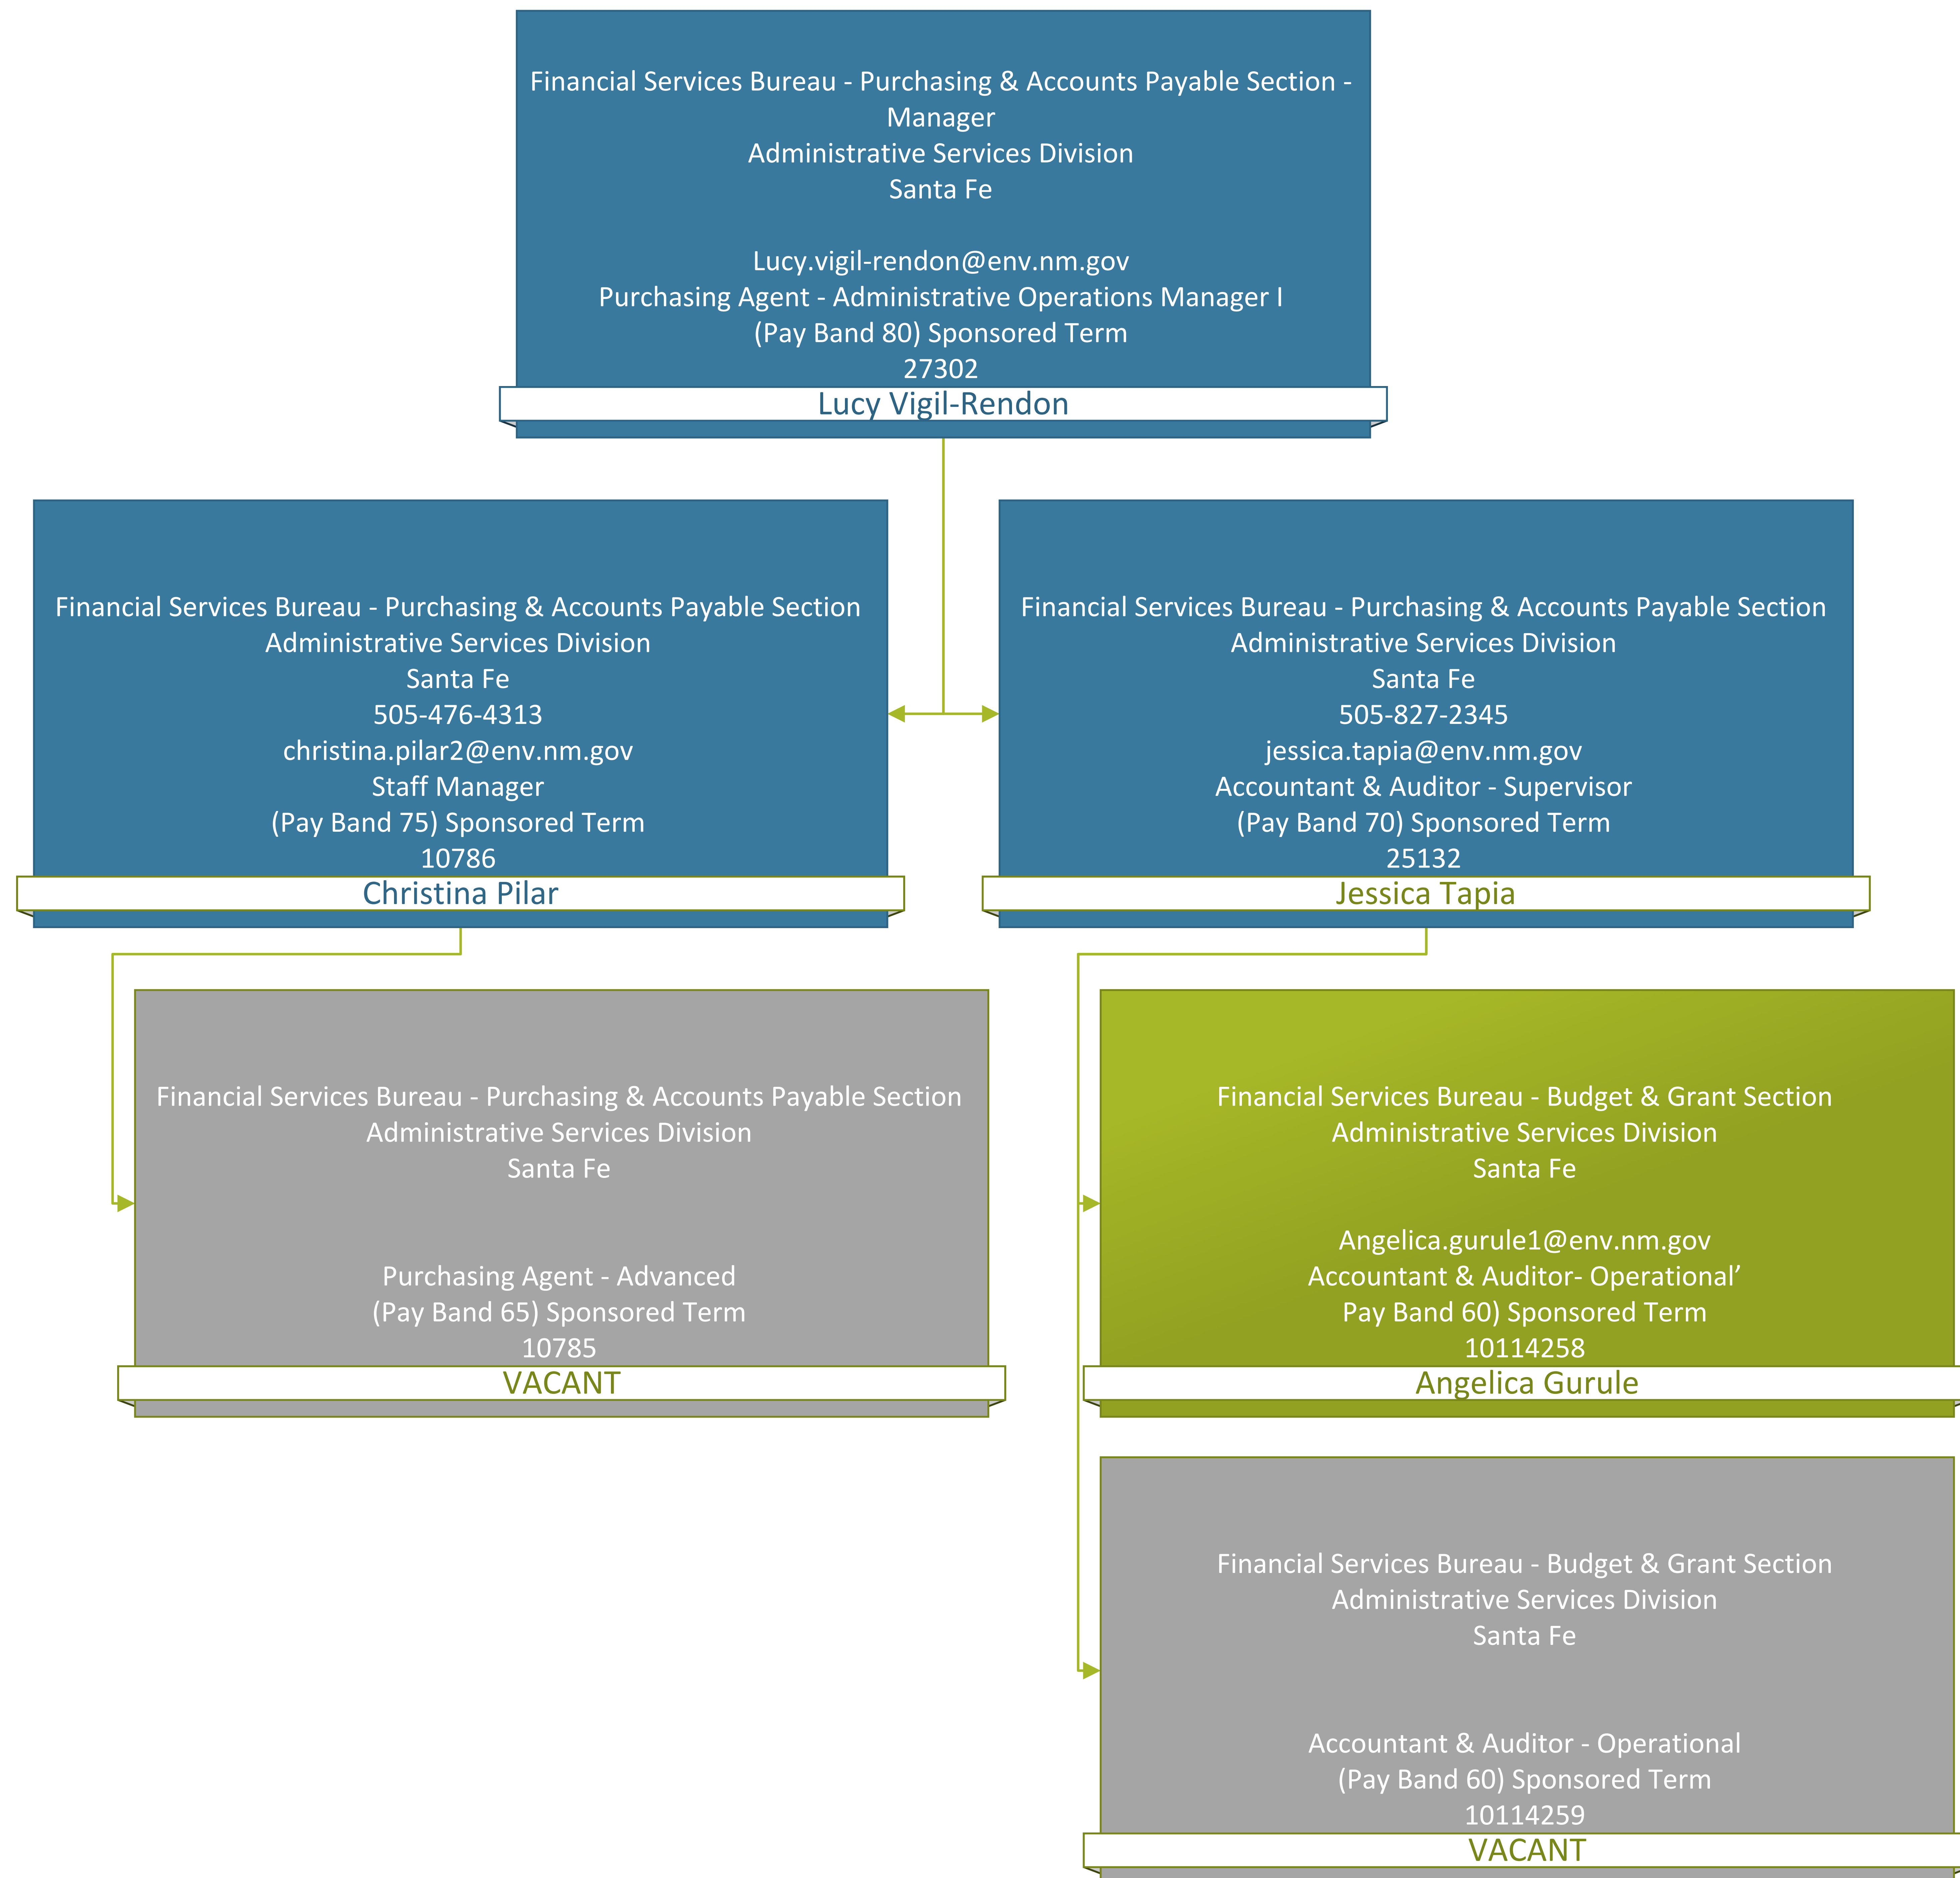 Financial Services Bureau - Purchasing & Accounts Payable Section -
Manager
Administrative Services Division
Santa Fe
Lucy.vigil-rendon@env.nm.gov
Purchasing Agent - Administrative Operations Manager I
(Pay Band 80) Sponsored Term
27302
Lucy Vigil-Rendon
Financial Services Bureau - Purchasing & Accounts Payable Section
Administrative Services Division
Santa Fe
505-476-4313
christina.pilar2@env.nm.gov
Staff Manager
(Pay Band 75) Sponsored Term
10786
Christina Pilar
Financial Services Bureau - Purchasing & Accounts Payable Section
Administrative Services Division
Santa Fe
505-827-2345
jessica.tapia@env.nm.gov
Accountant & Auditor - Supervisor
(Pay Band 70) Sponsored Term
25132
Jessica Tapia
Financial Services Bureau - Purchasing & Accounts Payable Section
Administrative Services Division
Santa Fe
Purchasing Agent - Advanced
(Pay Band 65) Sponsored Term
10785
VACANT
Financial Services Bureau - Budget & Grant Section
Administrative Services Division
Santa Fe
Angelica.gurule1@env.nm.gov
Accountant & Auditor- Operational’
Pay Band 60) Sponsored Term
10114258
Angelica Gurule
Financial Services Bureau - Budget & Grant Section
Administrative Services Division
Santa Fe
Accountant & Auditor - Operational
(Pay Band 60) Sponsored Term
10114259
VACANT